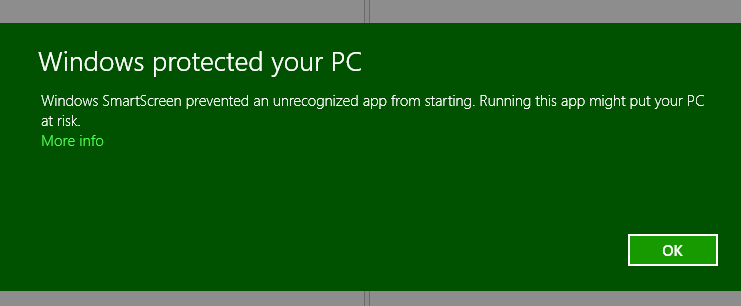 Windows protected your PC
Windows SmartScreen prevented an unrecognized app from starting. Running this app might put your PC
at risk.
More info
OK